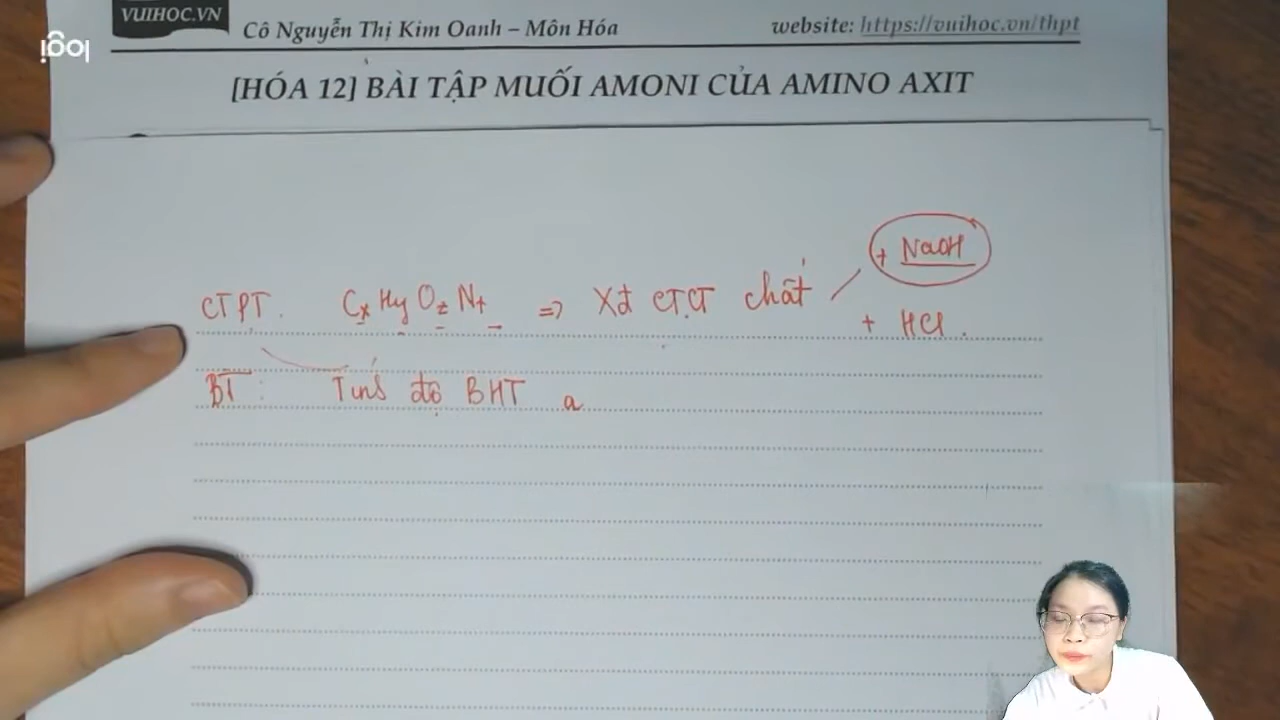 VUIHOC.VN
Cô Nguyễn Thị Kim Oanh – Môn Hóa
website: https://vuihoc.vn/thpt
logi
[HÓA 12] BÀI TẬP MUỐI AMONI CỦA AMINO AXIT
+ NaOH
CTPT. CxHyOzNt => Xđ CTCT chất
+ HCl.
BT: Tính độ BHT a